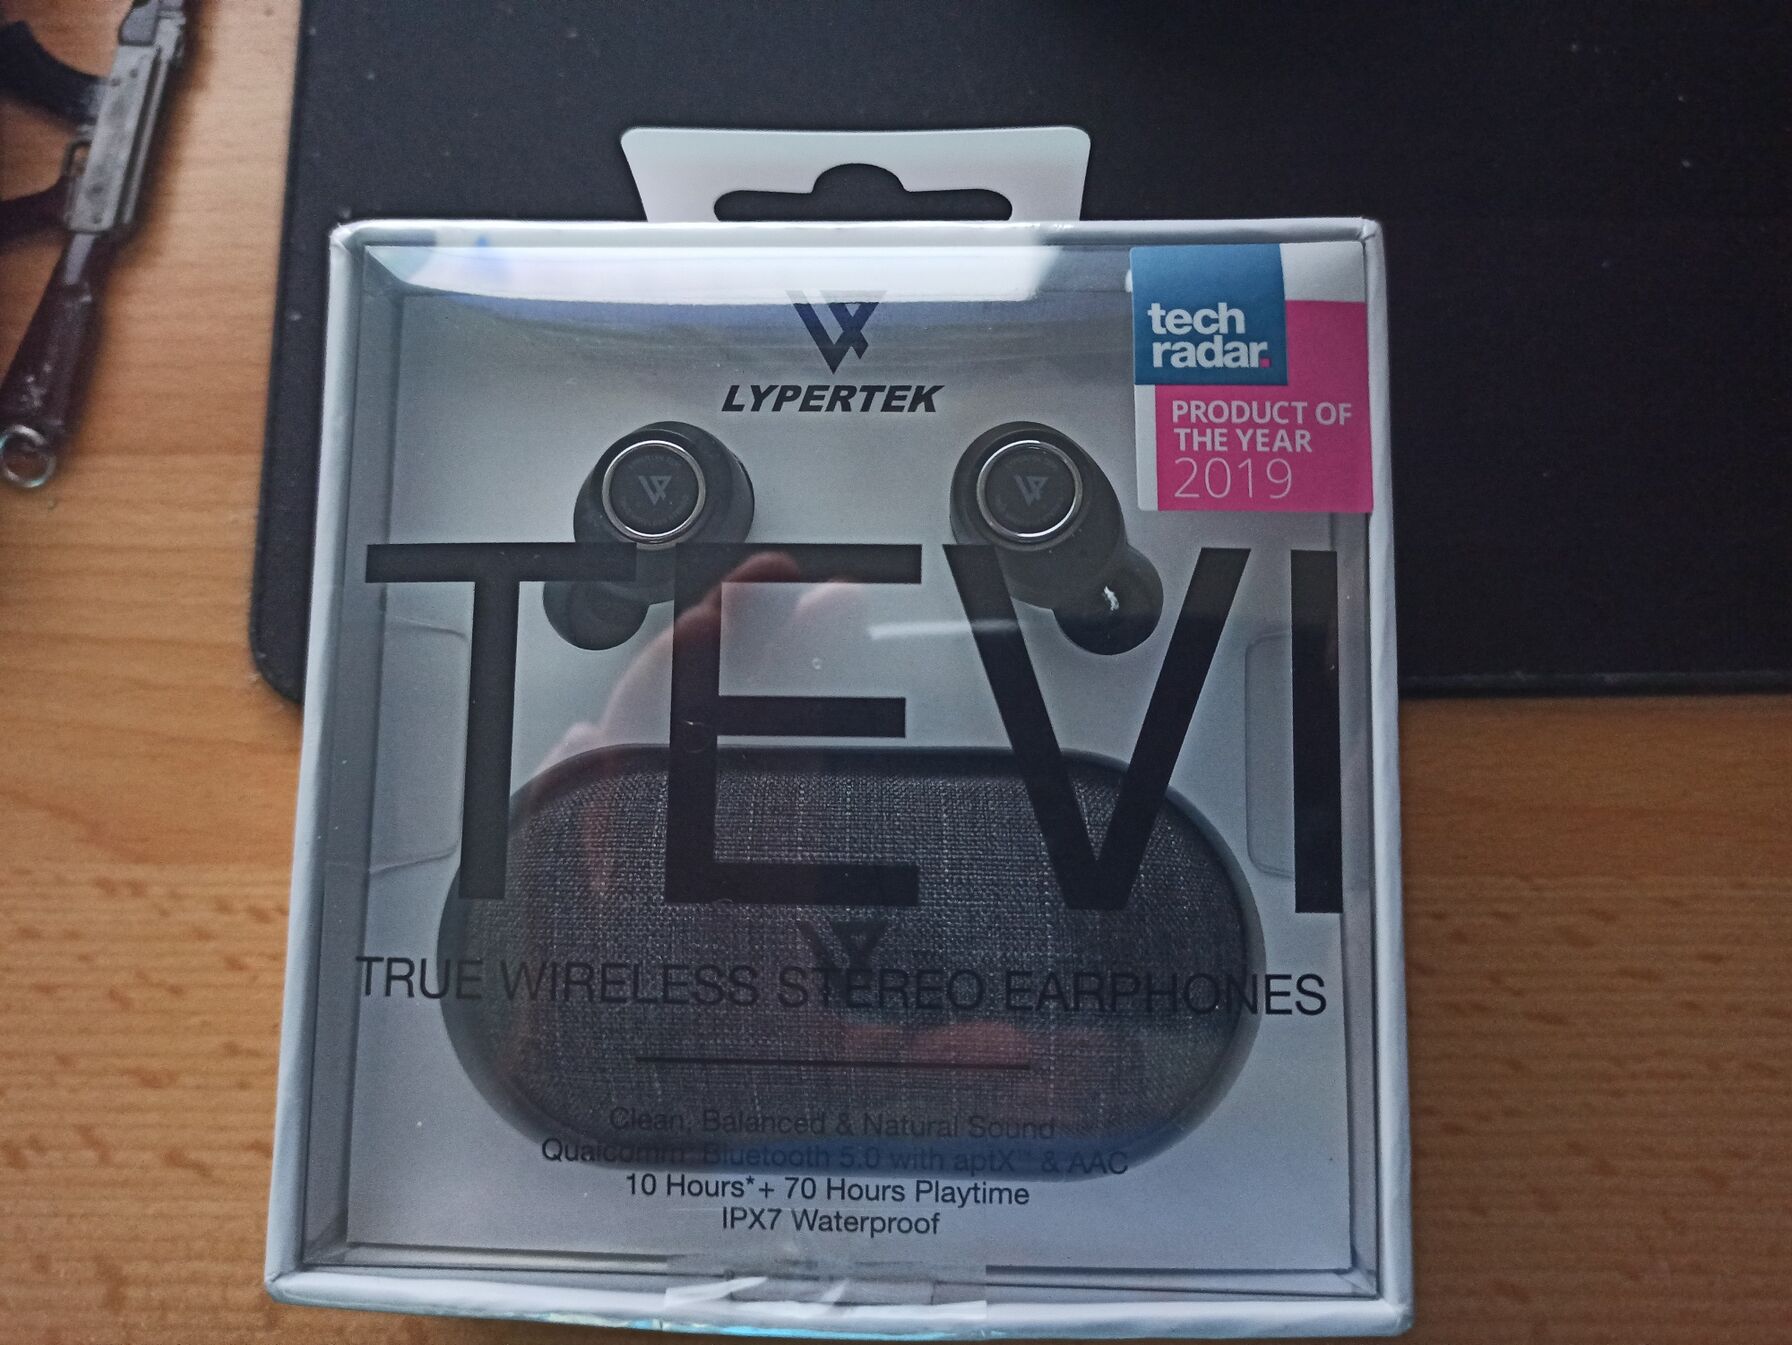 LYPERTEK
tech
radar.
PRODUCT OF
THE YEAR
2019
TEVI
TRUE WIRELESS STEREO EARPHONES
Clean, Balanced & Natural Sound
Qualcomm, Bluetooth 5.0 with aptX™ & AAC
10 Hours*+ 70 Hours Playtime
IPX7 Waterproof